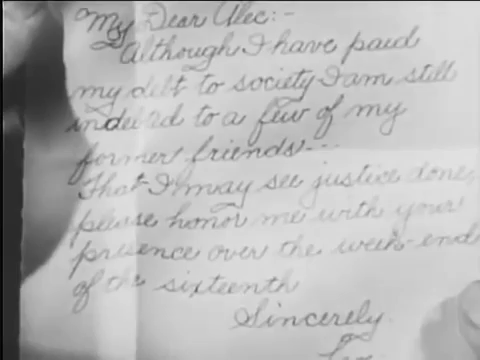 My Dear Alec:-
Although I have paid
my debt to society I am still
indebted to a few of my
former friends...
That I may see justice done,
please honor me with your
presence over the week-end
of the sixteenth
Sincerely